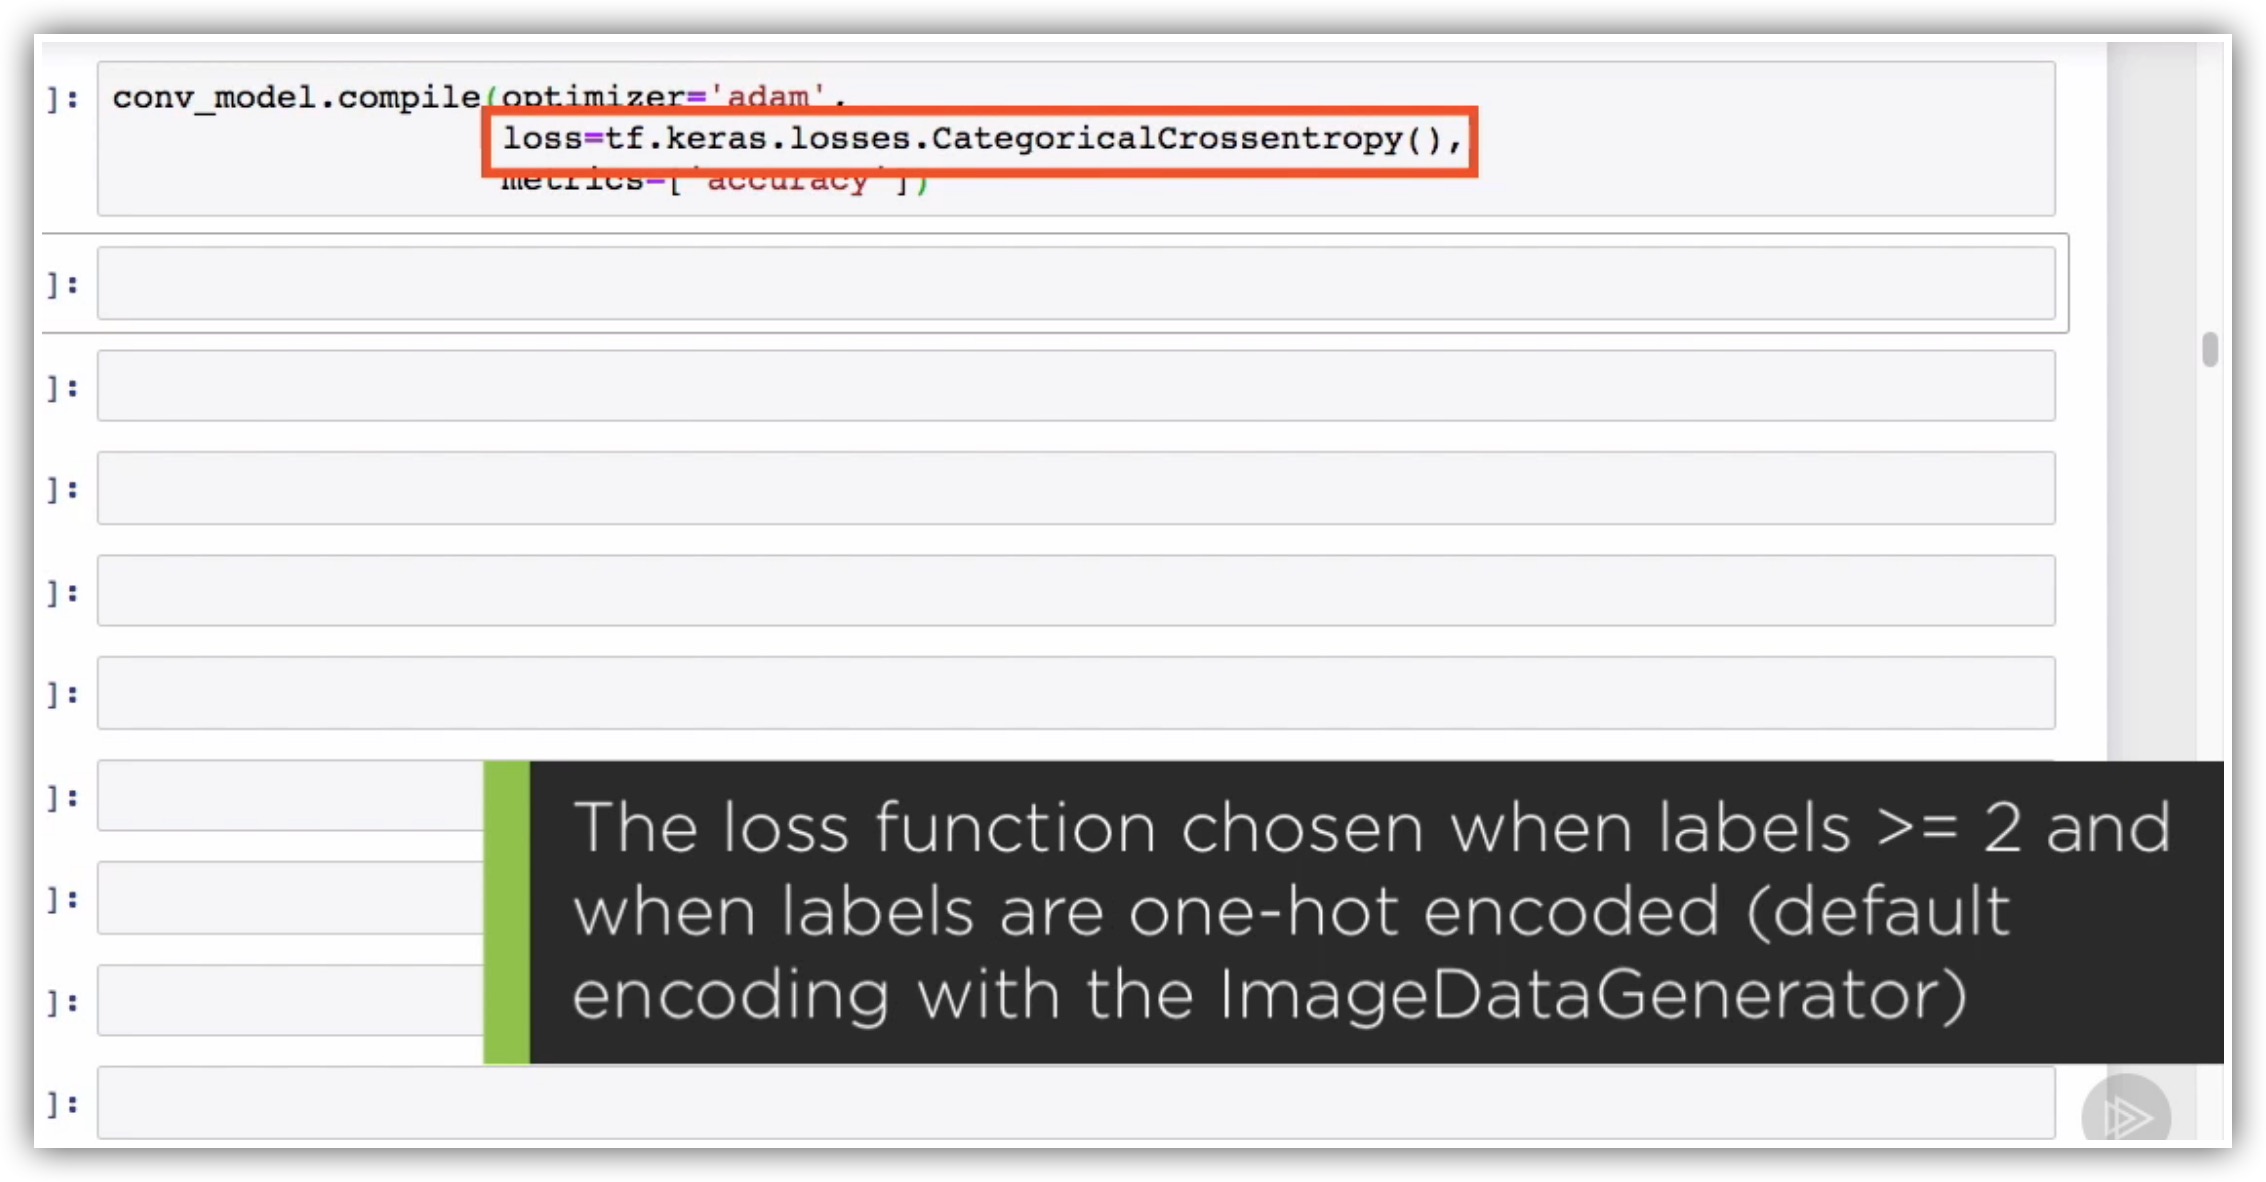 ]: conv_model.compile(optimizer='adam',
loss=tf.keras.losses.CategoricalCrossentropy(),
metrics=['accuracy'])
]:
]:
]:
]:
]:
]:
]:
]:
]:
The loss function chosen when labels >= 2 and
when labels are one-hot encoded (default
encoding with the ImageDataGenerator)